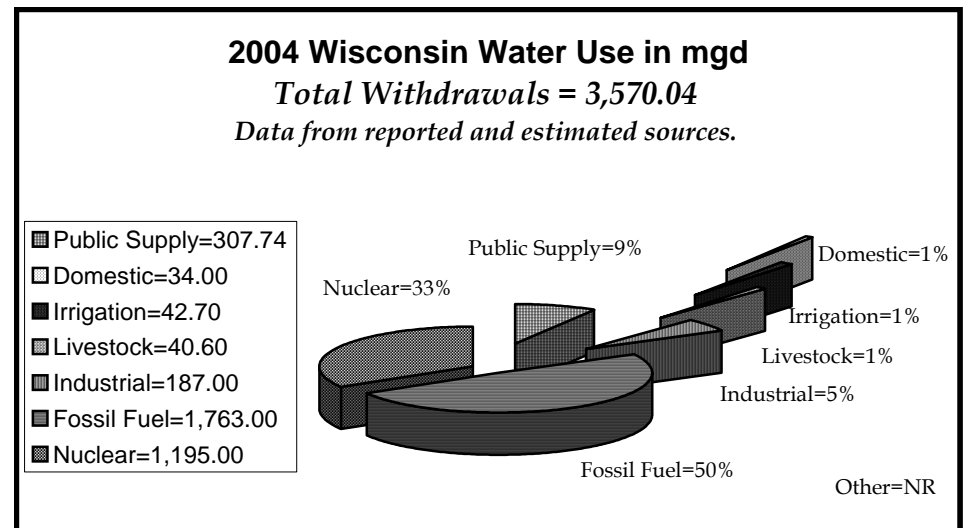 2004 Wisconsin Water Use in mgd
Total Withdrawals = 3,570.04
Data from reported and estimated sources.
Public Supply=307.74
Domestic=34.00
Irrigation=42.70
Livestock=40.60
Industrial=187.00
Fossil Fuel=1,763.00
Nuclear=1,195.00
Public Supply=9%
Domestic=1%
Nuclear=33%
Irrigation=1%
Livestock=1%
Industrial=5%
Fossil Fuel=50%
Other=NR